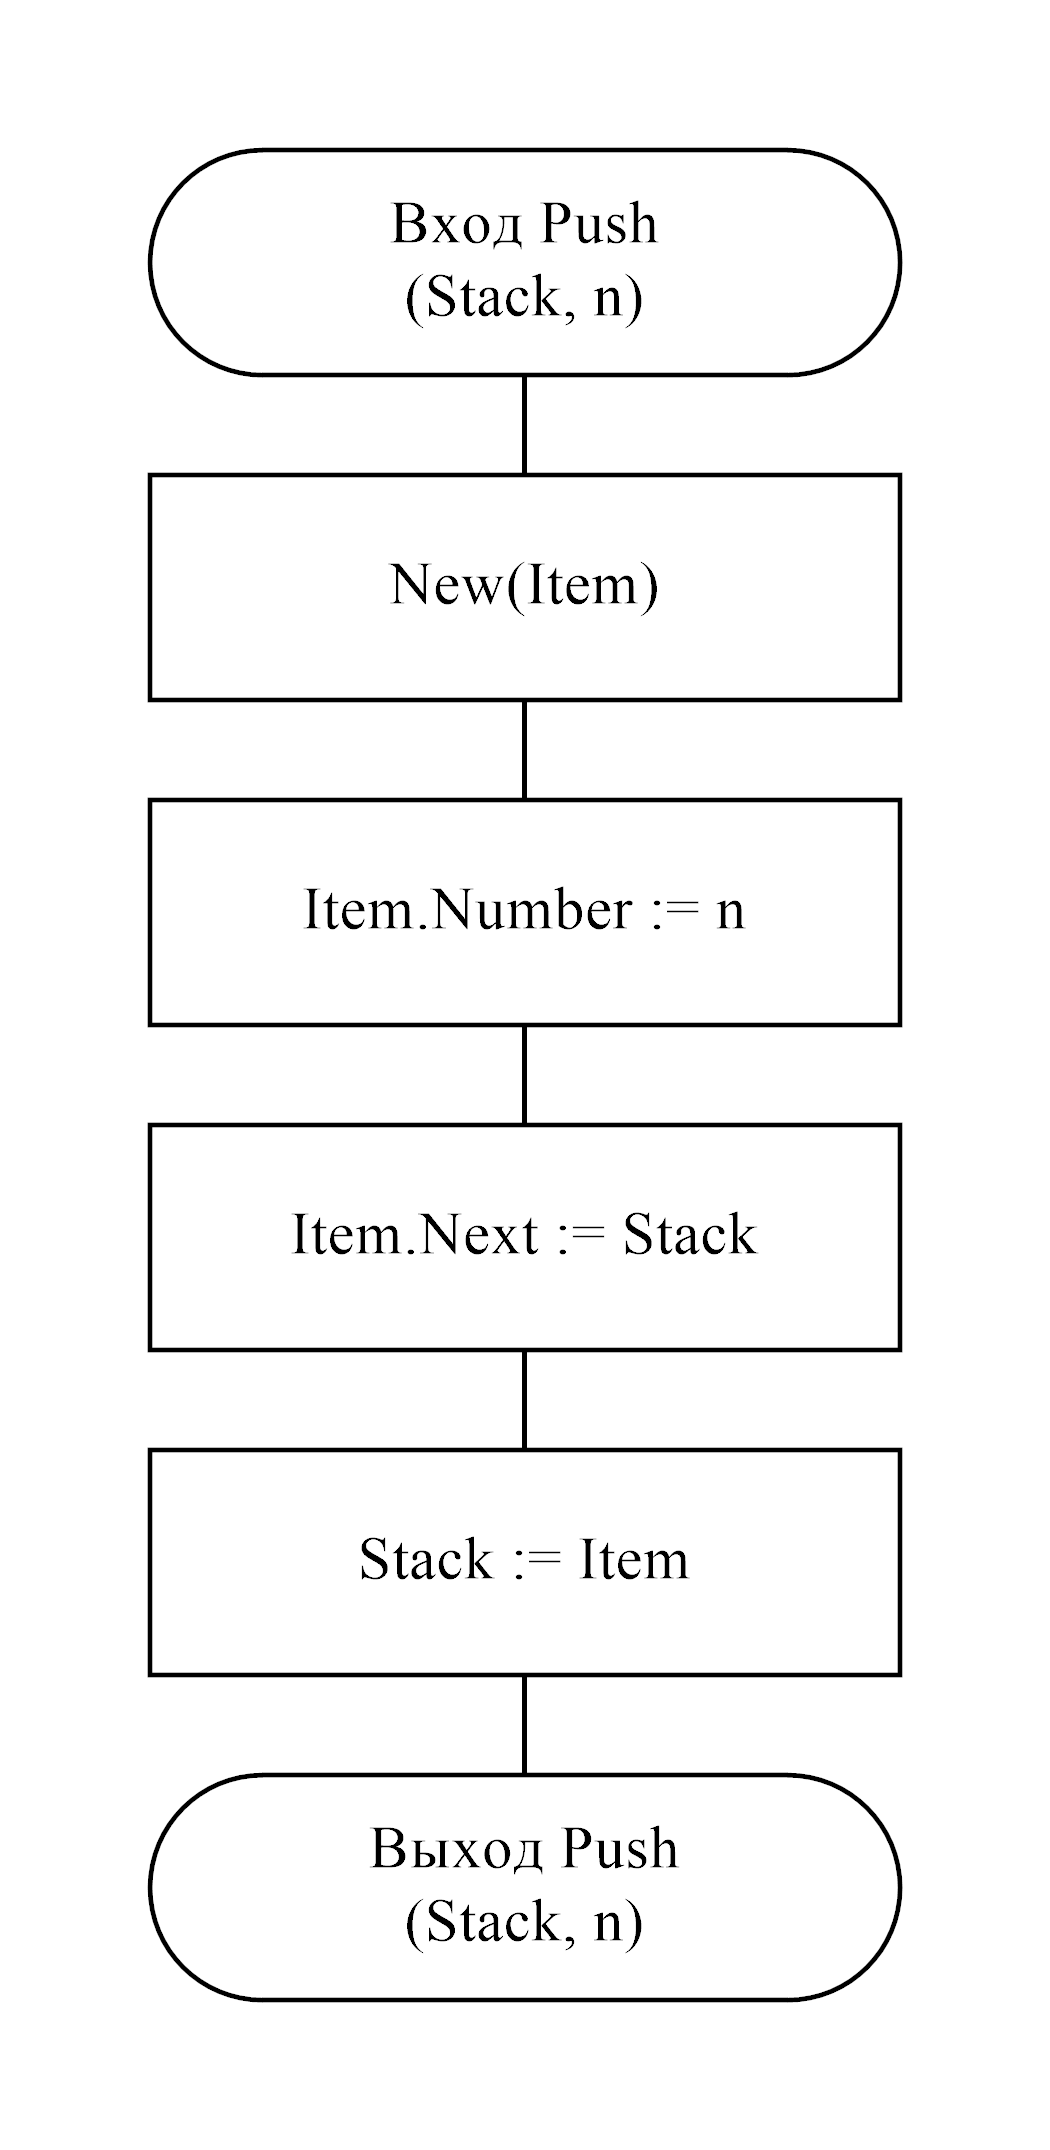 Вход Push
(Stack, n)
New(Item)
Item.Number := n
Item.Next := Stack
Stack := Item
Выход Push
(Stack, n)